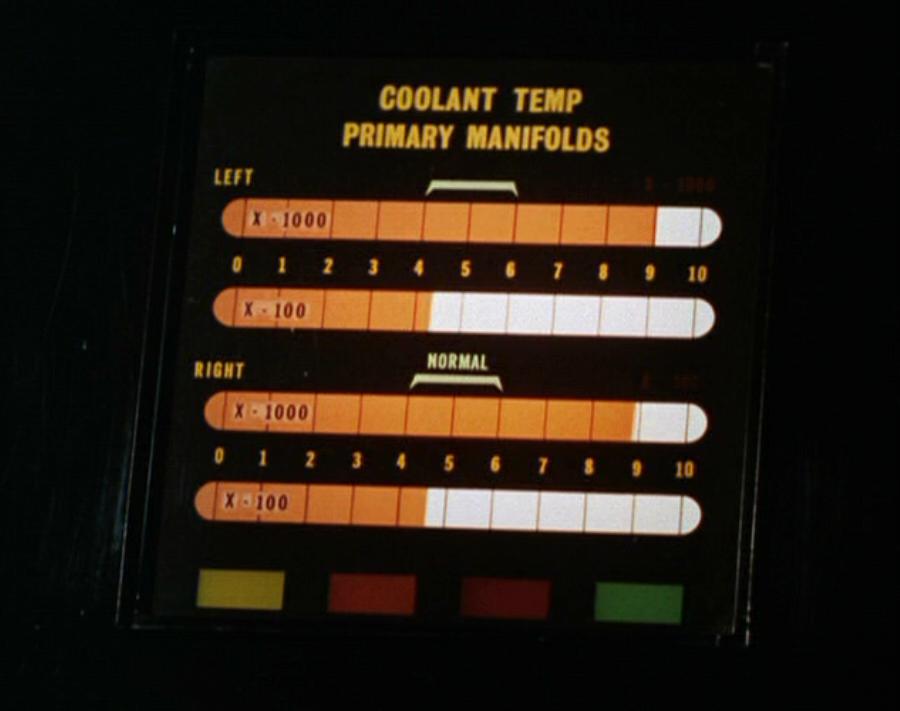 COOLANT TEMP
PRIMARY MANIFOLDS
LEFT
X - 1000
0 1 2 3 4 5 6 7 8 9 10
X - 100
NORMAL
RIGHT
X - 1000
0 1 2 3 4 5 6 7 8 9 10
X - 100